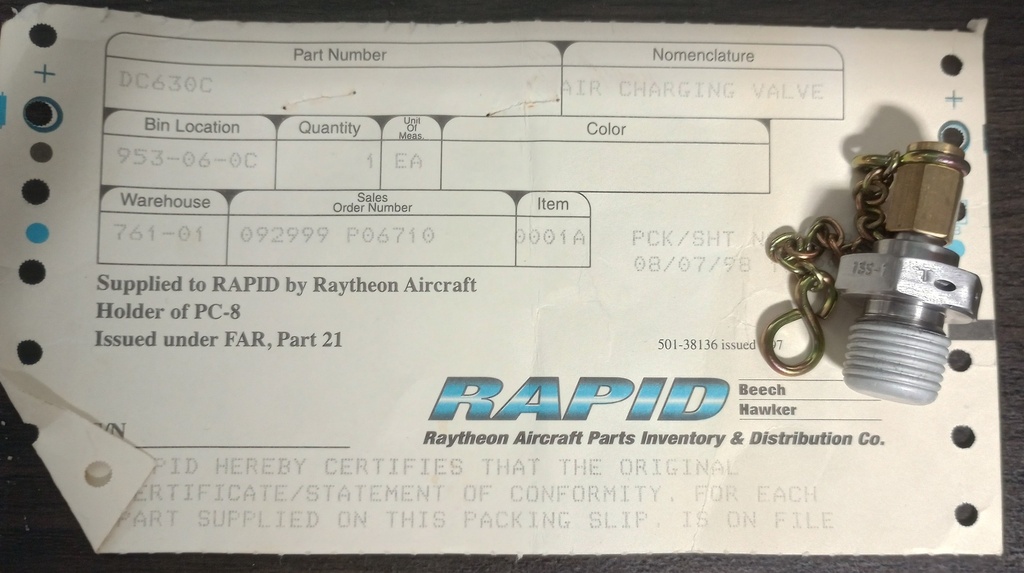 Part Number Nomenclature
DC630C AIR CHARGING VALVE
Bin Location Quantity Unit Of Meas. Color
953-06-0C 1 EA
Warehouse Sales Order Number Item
761-01 092999 P06710 0001A PCK/SHT
08/07/98
Supplied to RAPID by Raytheon Aircraft
Holder of PC-8
Issued under FAR, Part 21
501-38136 issued
RAPID Beech
Hawker
Raytheon Aircraft Parts Inventory & Distribution Co.
PID HEREBY CERTIFIES THAT THE ORIGINAL
ERTIFICATE/STATEMENT OF CONFORMITY, FOR EACH
PART SUPPLIED ON THIS PACKING SLIP, IS ON FILE